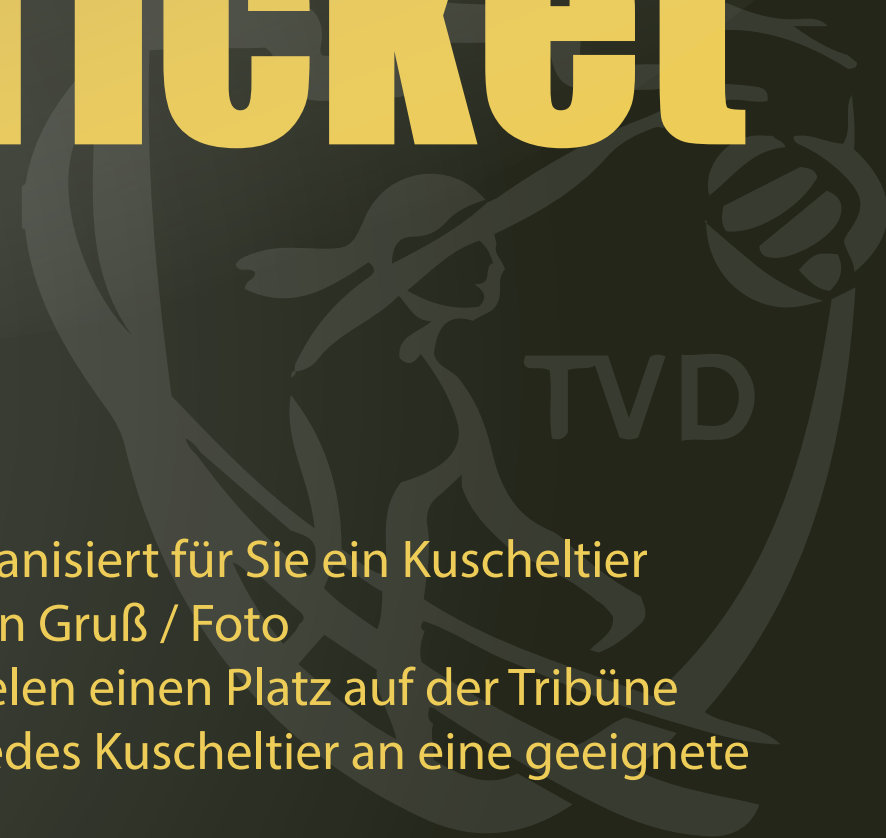 Ticket
TVD
anisiert für Sie ein Kuscheltier
n Gruß / Foto
elen einen Platz auf der Tribüne
edes Kuscheltier an eine geeignete